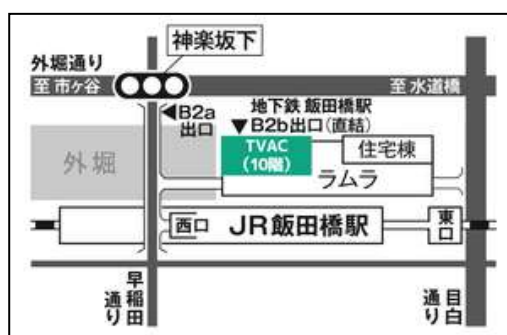 神楽坂下
外堀通り
至 市ヶ谷
至 水道橋
◀B2a
出口
地下鉄 飯田橋駅
▼B2b出口(直結)
TVAC
(10階)
住宅棟
外堀
ラムラ
西口
JR飯田橋駅
東口
早稲田通り
目白通り